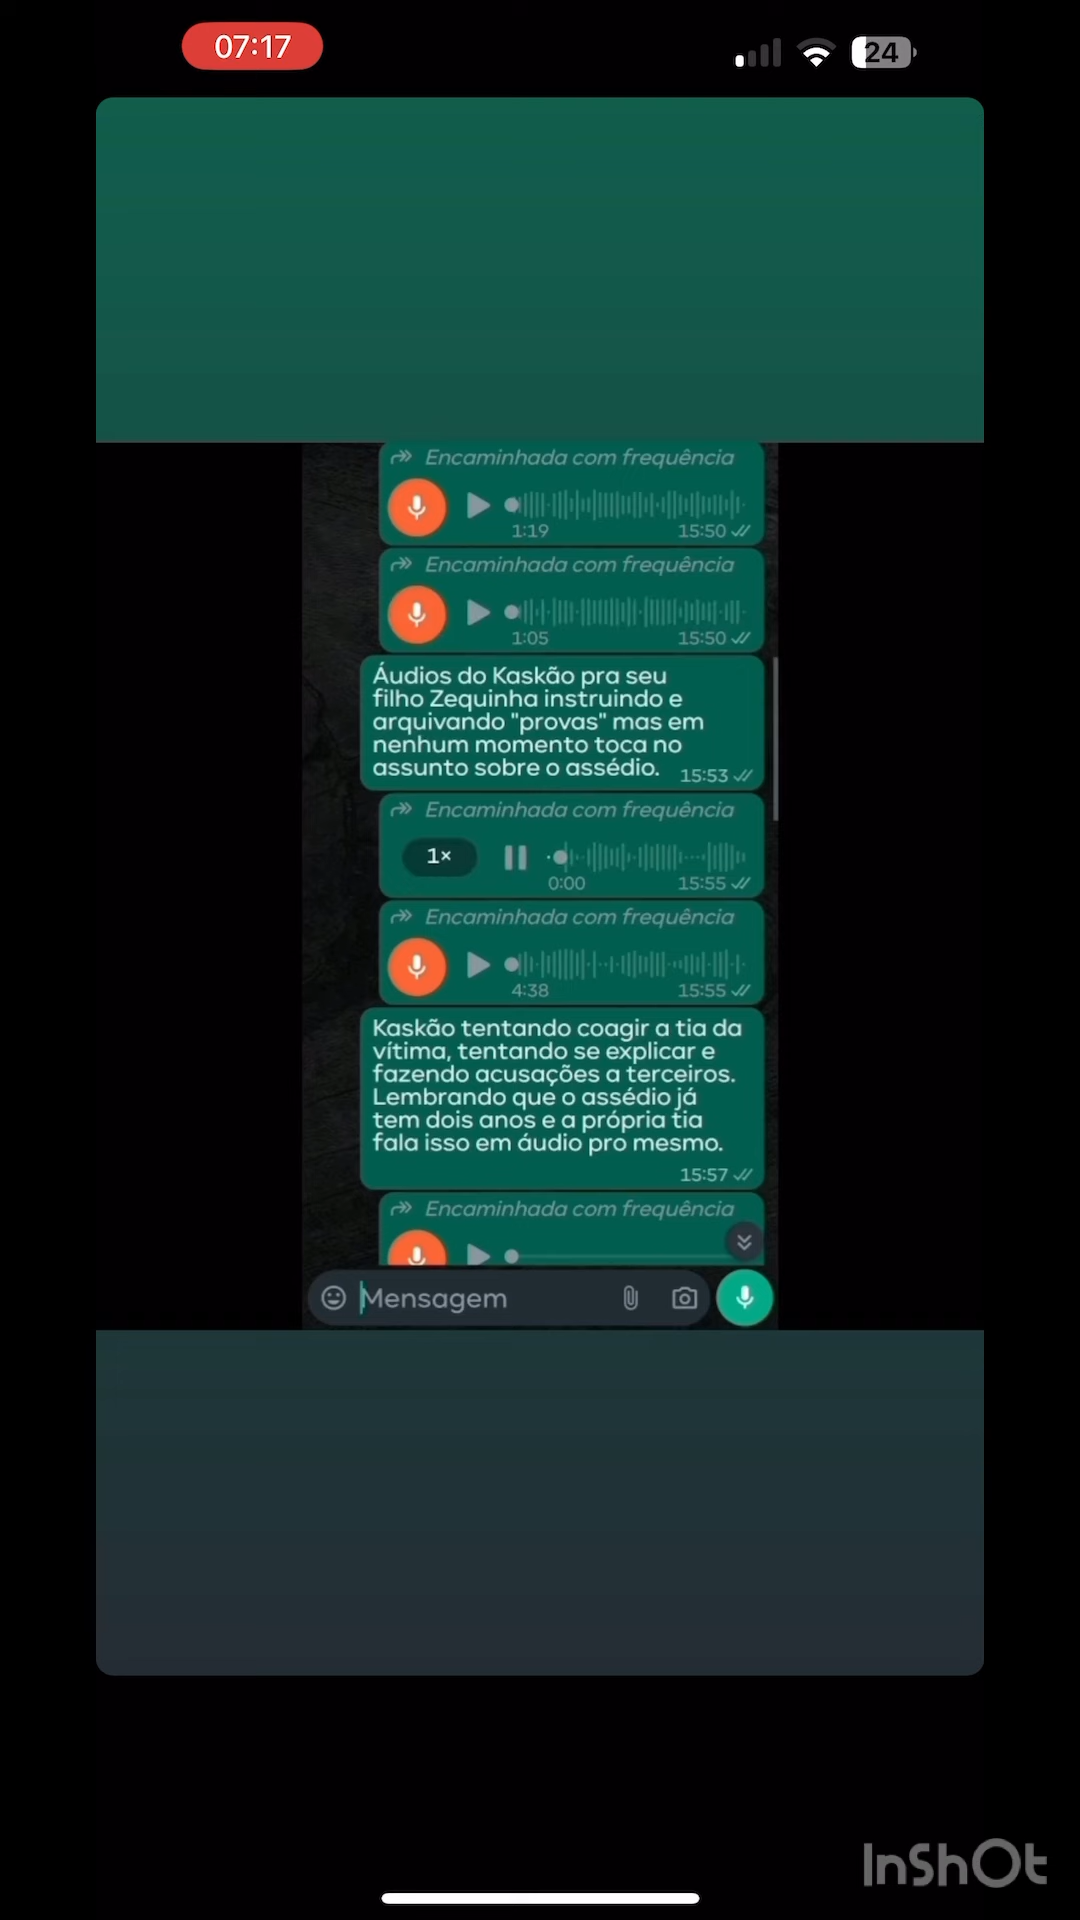 07:17
24
Encaminhada com frequência
1:19 15:50
Encaminhada com frequência
1:05 15:50
Áudios do Kaskão pra seu
filho Zequinha instruindo e
arquivando "provas" mas em
nenhum momento toca no
assunto sobre o assédio. 15:53
Encaminhada com frequência
1×
0:00 15:55
Encaminhada com frequência
4:38 15:55
Kaskão tentando coagir a tia da
vítima, tentando se explicar e
fazendo acusações a terceiros.
Lembrando que o assédio já
tem dois anos e a própria tia
fala isso em áudio pro mesmo.
15:57
Encaminhada com frequência
Mensagem
InShOt